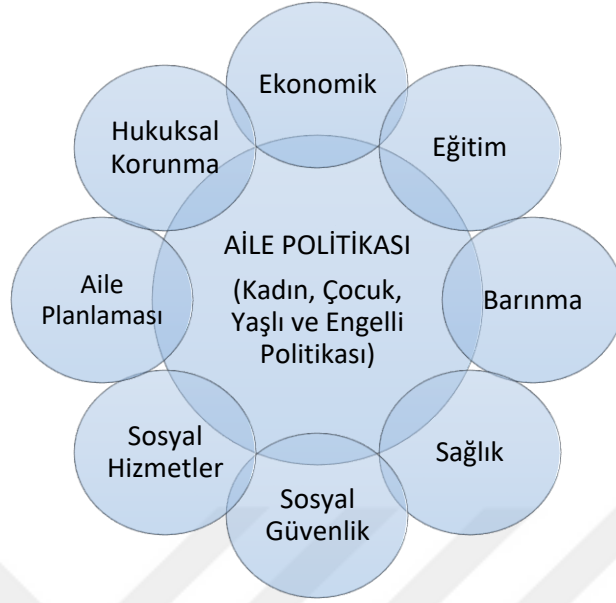 Ekonomik
Eğitim
Barınma
Sağlık
Sosyal
Güvenlik
Sosyal
Hizmetler
Aile
Planlaması
Hukuksal
Korunma
AİLE POLİTİKASI
(Kadın, Çocuk,
Yaşlı ve Engelli
Politikası)